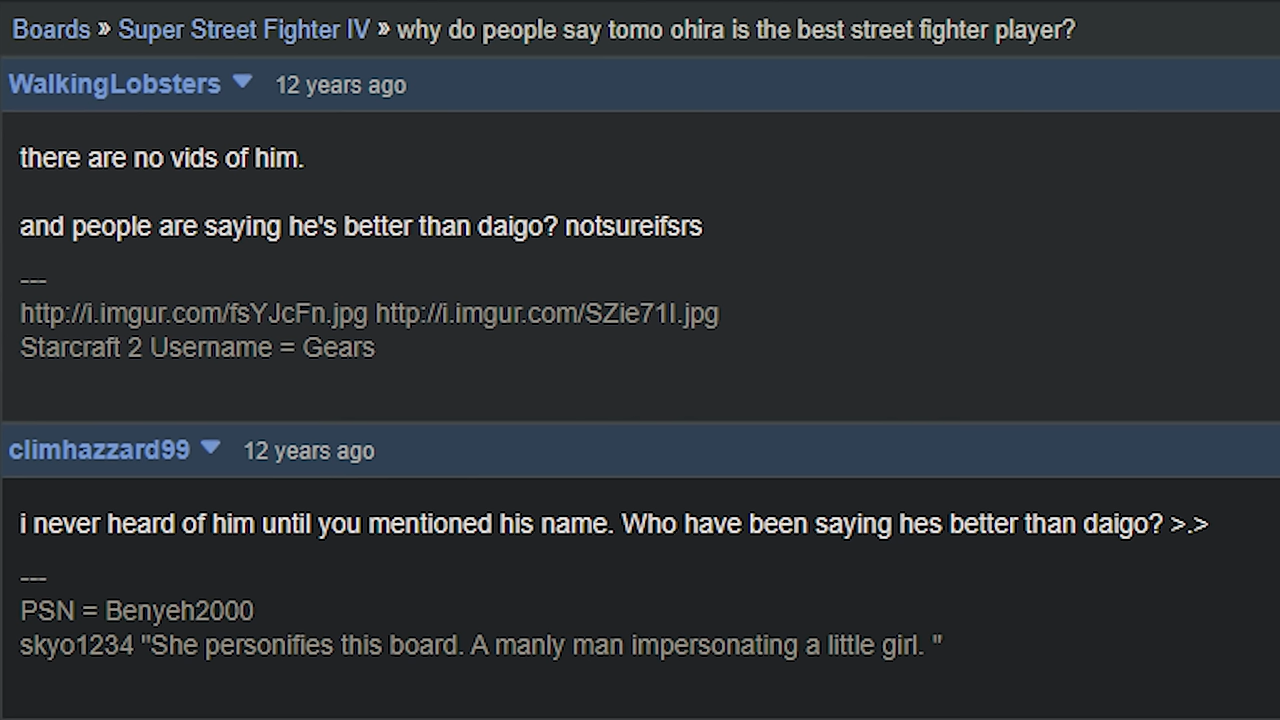 Boards » Super Street Fighter IV » why do people say tomo ohira is the best street fighter player?
WalkingLobsters 12 years ago
there are no vids of him.
and people are saying he's better than daigo? notsureifsrs
---
http://i.imgur.com/fsYJcFn.jpg http://i.imgur.com/SZie71l.jpg
Starcraft 2 Username = Gears
climhazzard99 12 years ago
i never heard of him until you mentioned his name. Who have been saying hes better than daigo? >.>
---
PSN = Benyeh2000
skyo1234 "She personifies this board. A manly man impersonating a little girl. "